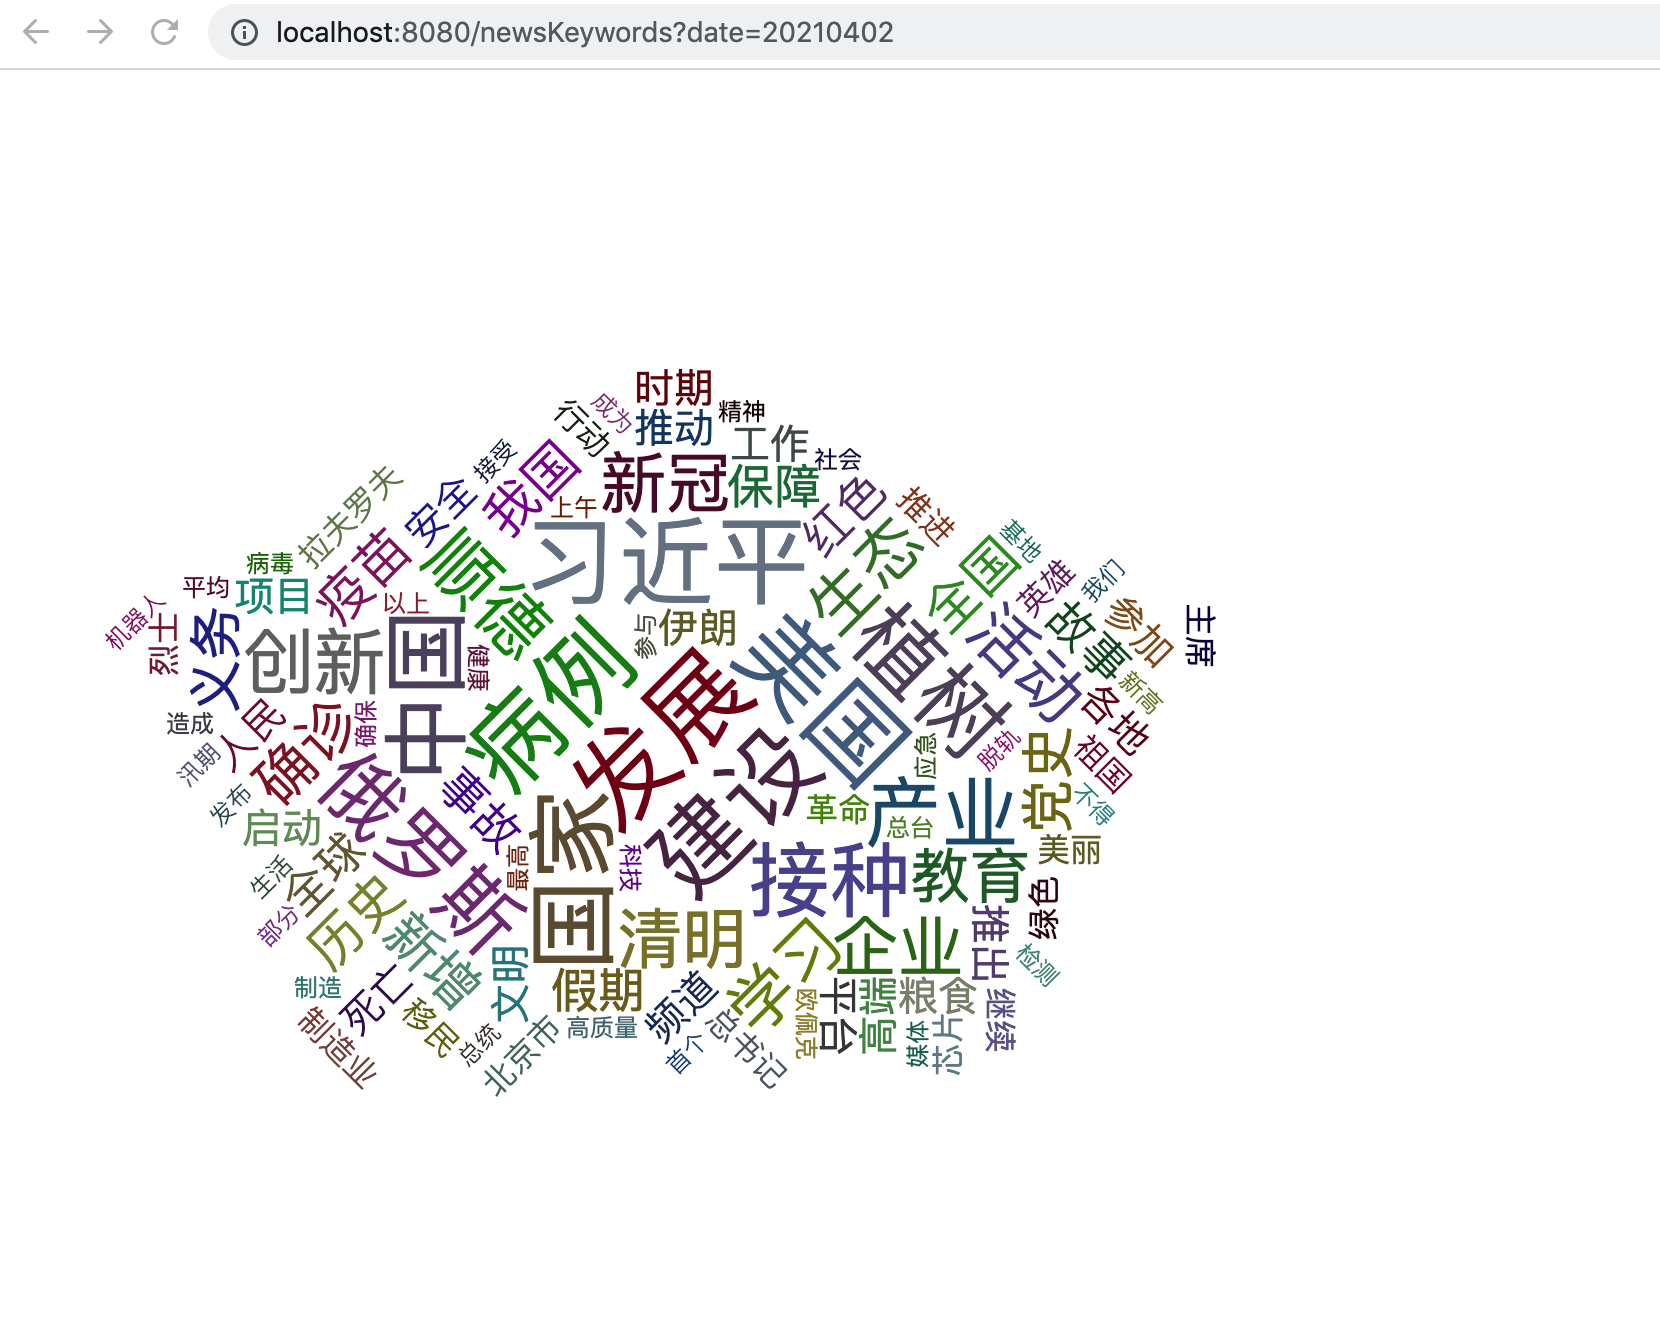 localhost:8080/newsKeywords?date=20210402
时期
成为
行动
推动
精神
工作
社会
接受
我国
新冠
保障
上午
红色
推进
安全
拉夫罗夫
习近平
生态
基地
病毒
疫苗
缅甸
全国
英雄
我们
平均
项目
以上
参与
伊朗
植树
活动
故事
参加
主席
机器人
烈士
义务
创新
中国
健康
病例
发展
美国
新高
各地
造成
人民
确诊
确保
汛期
俄罗斯
事故
建设
应急
脱轨
党史
祖国
不得
发布
启动
全球
国家
革命
产业
总台
美丽
生活
最高
科技
接种
教育
绿色
部分
历史
新增
清明
学习
企业
推出
检测
制造
死亡
移民
文明
假期
频道
欧佩克
平台
高端
粮食
继续
制造业
总统
北京市
高质量
首个
总书记
媒体
芯片